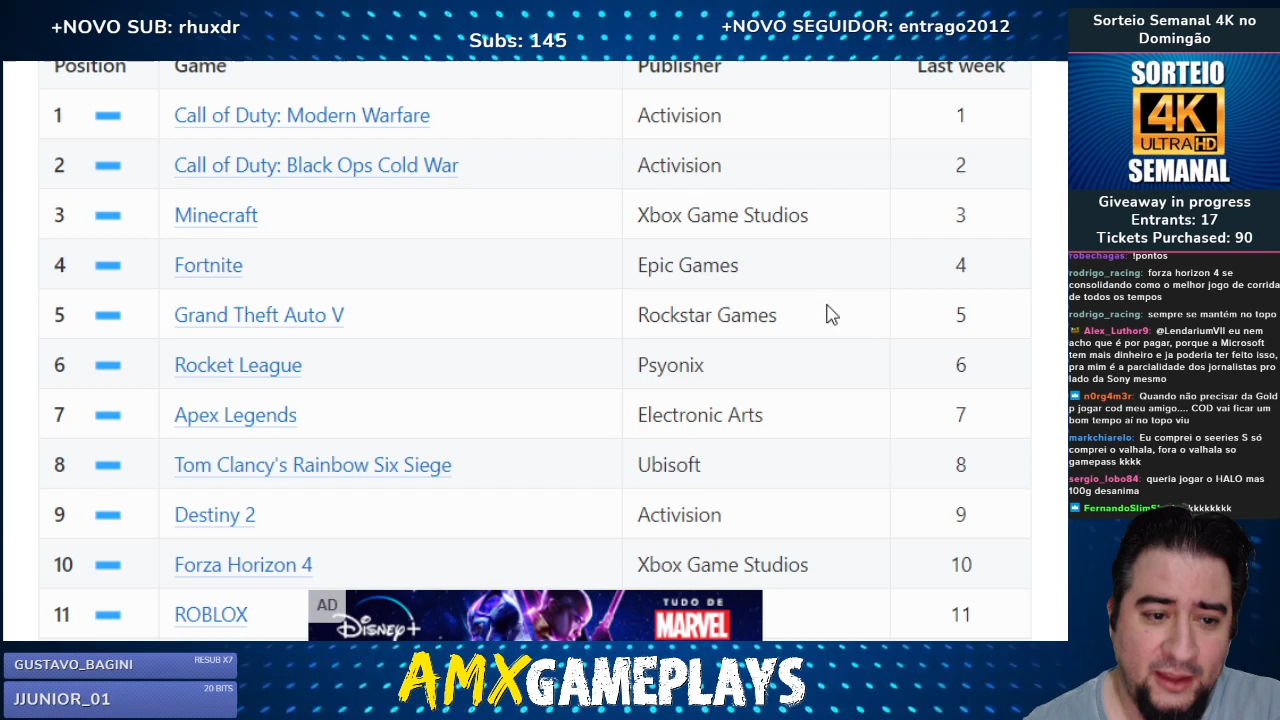 +NOVO SUB: rhuxdr
Subs: 145
+NOVO SEGUIDOR: entrago2012
Sorteio Semanal 4K no
Domingão
Position Game Publisher Last week
1 Call of Duty: Modern Warfare Activision 1
2 Call of Duty: Black Ops Cold War Activision 2
3 Minecraft Xbox Game Studios 3
4 Fortnite Epic Games 4
5 Grand Theft Auto V Rockstar Games 5
6 Rocket League Psyonix 6
7 Apex Legends Electronic Arts 7
8 Tom Clancy's Rainbow Six Siege Ubisoft 8
9 Destiny 2 Activision 9
10 Forza Horizon 4 Xbox Game Studios 10
11 ROBLOX 11
AD
Disney+
TUDO DE
MARVEL
SORTEIO
4K
ULTRA HD
SEMANAL
Giveaway in progress
Entrants: 17
Tickets Purchased: 90
robechagas: !pontos
rodrigo_racing: forza horizon 4 se
consolidando como o melhor jogo de corrida
de todos os tempos
rodrigo_racing: sempre se mantém no topo
Alex_Luthor9: @LendariumVII eu nem
acho que é por pagar, porque a Microsoft
tem mais dinheiro e ja poderia ter feito isso,
pra mim é a parcialidade dos jornalistas pro
lado da Sony mesmo
n0rg4m3r: Quando não precisar da Gold
p jogar cod meu amigo.... COD vai ficar um
bom tempo aí no topo viu
markchiarelo: Eu comprei o seeries S só
comprei o valhala, fora o valhala so
gamepass kkkk
sergio_lobo84: queria jogar o HALO mas
100g desanima
GUSTAVO_BAGINI RESUB X7
JJUNIOR_01 20 BITS
AMXGAMEPLAYS